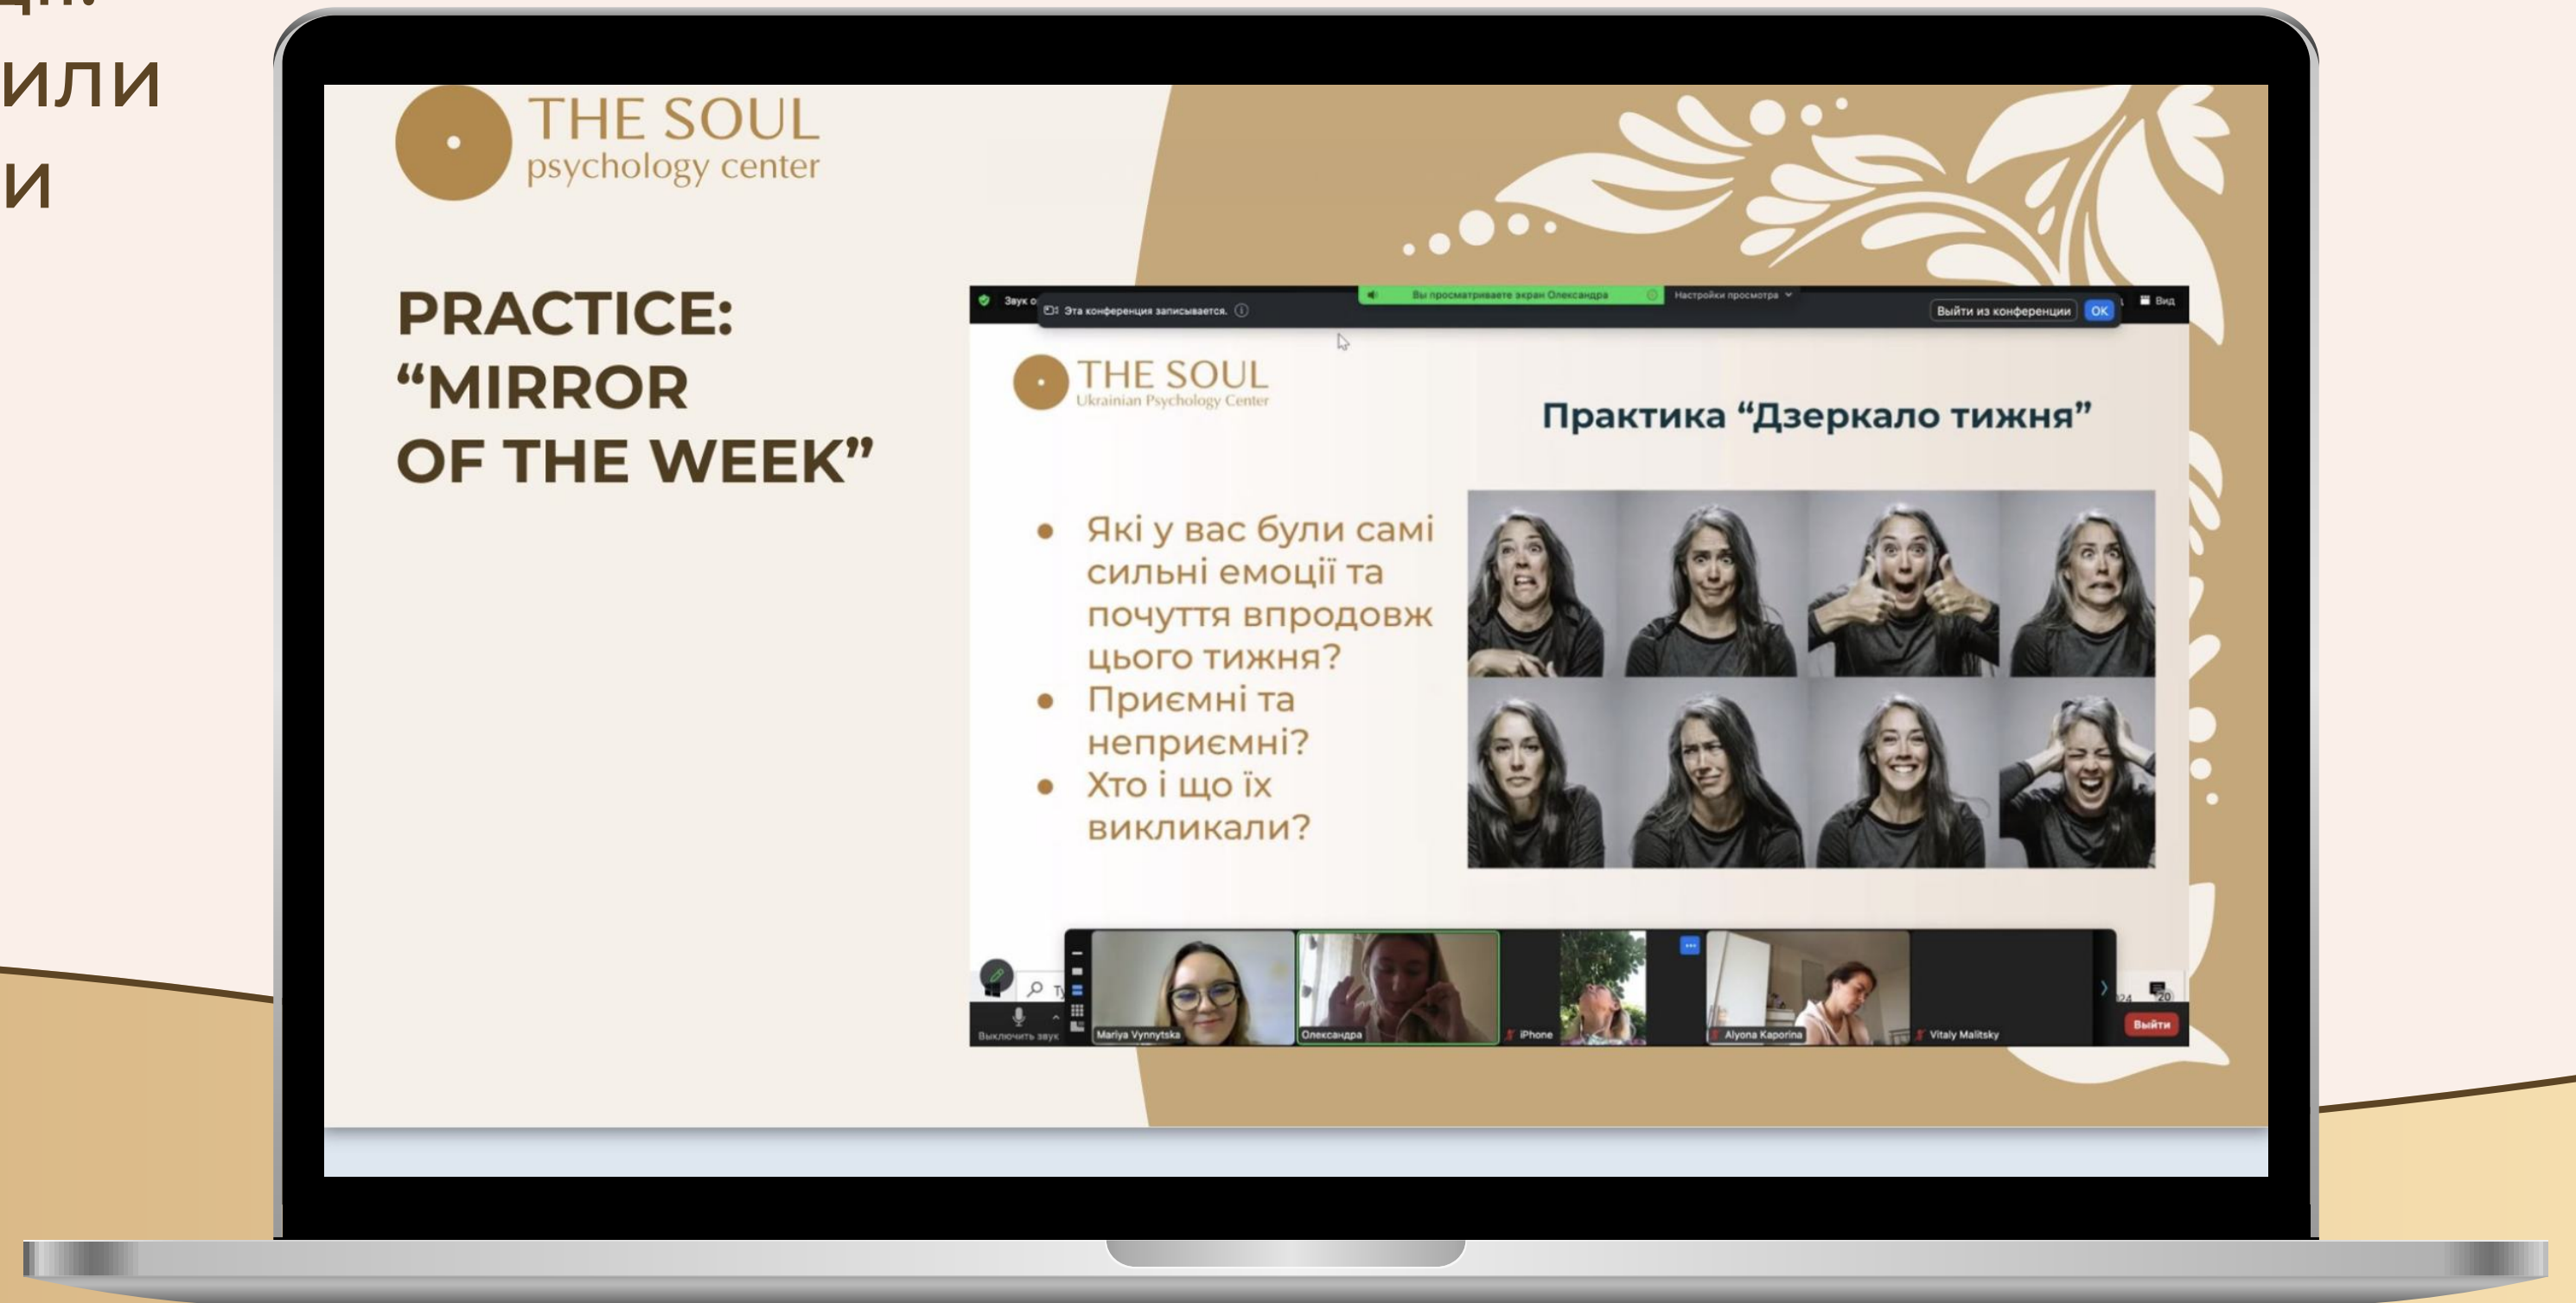 или
и
THE SOUL
psychology center
PRACTICE:
“MIRROR
OF THE WEEK”
Звук
Эта конференция записывается.
Вы просматриваете экран Олександра
Настройки просмотра
Выйти из конференции
ОК
Вид
THE SOUL
Ukrainian Psychology Center
Практика “Дзеркало тижня”
Які у вас були самі
сильні емоції та
почуття впродовж
цього тижня?
Приємні та
неприємні?
Хто і що їх
викликали?
Выключить звук
Mariya Vynnytska
Олександра
iPhone
Alyona Kaporina
Vitaly Malitsky
20
Выйти